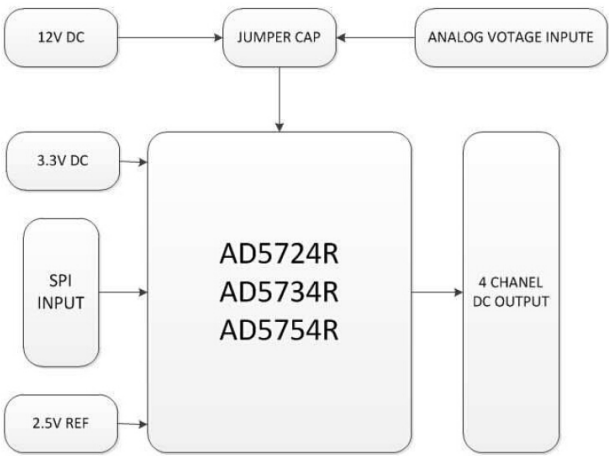 12V DC
JUMPER CAP
ANALOG VOTAGE INPUTE
3.3V DC
SPI
INPUT
AD5724R
AD5734R
AD5754R
4 CHANEL
DC OUTPUT
2.5V REF